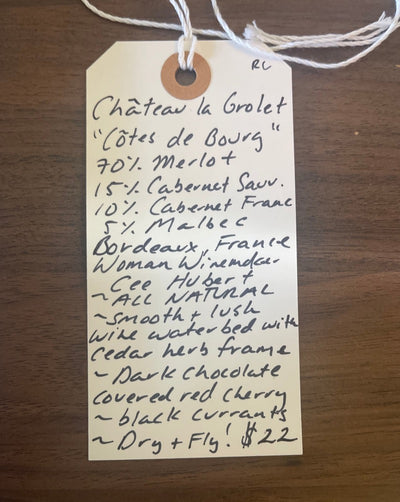 RC
Château la Grolet
"Côtes de Bourg"
70% Merlot
15% Cabernet Sauv.
10% Cabernet Franc
5% Malbec
Bordeaux, France
Woman Winemaker
Cee Hubert
~ ALL NATURAL
~ smooth + lush
wine waterbed with
cedar herb frame
~ Dark chocolate
covered red cherry
~ black currants
~ Dry + Fly! $22